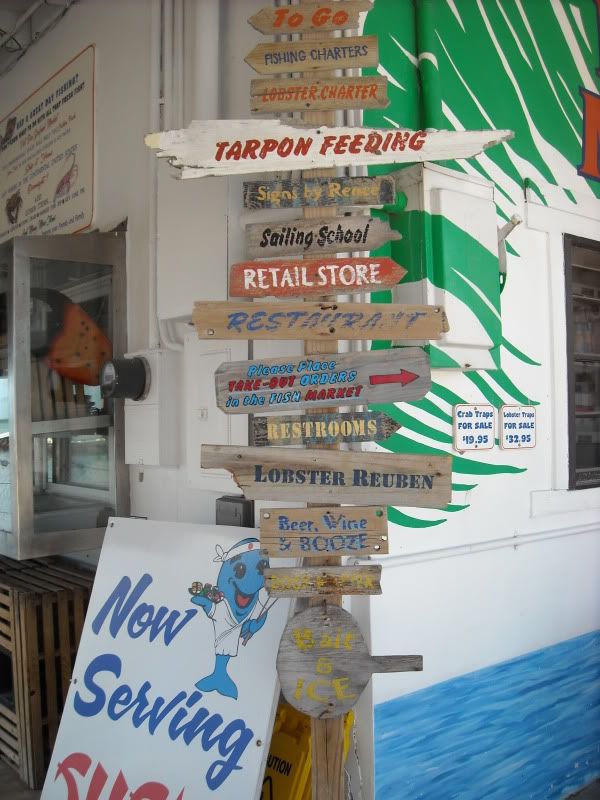 To Go
FISHING CHARTERS
LOBSTER CHARTER
TARPON FEEDING
Signs by Renee
Sailing School
RETAIL STORE
RESTAURANT
Please Place
TAKE-OUT ORDERS
in the FISH MARKET
RESTROOMS
LOBSTER REUBEN
Beer, Wine
& BOOZE
Bait
&
ICE
Crab Traps
FOR SALE
$19.95
Lobster Traps
FOR SALE
$32.95
Now
Serving